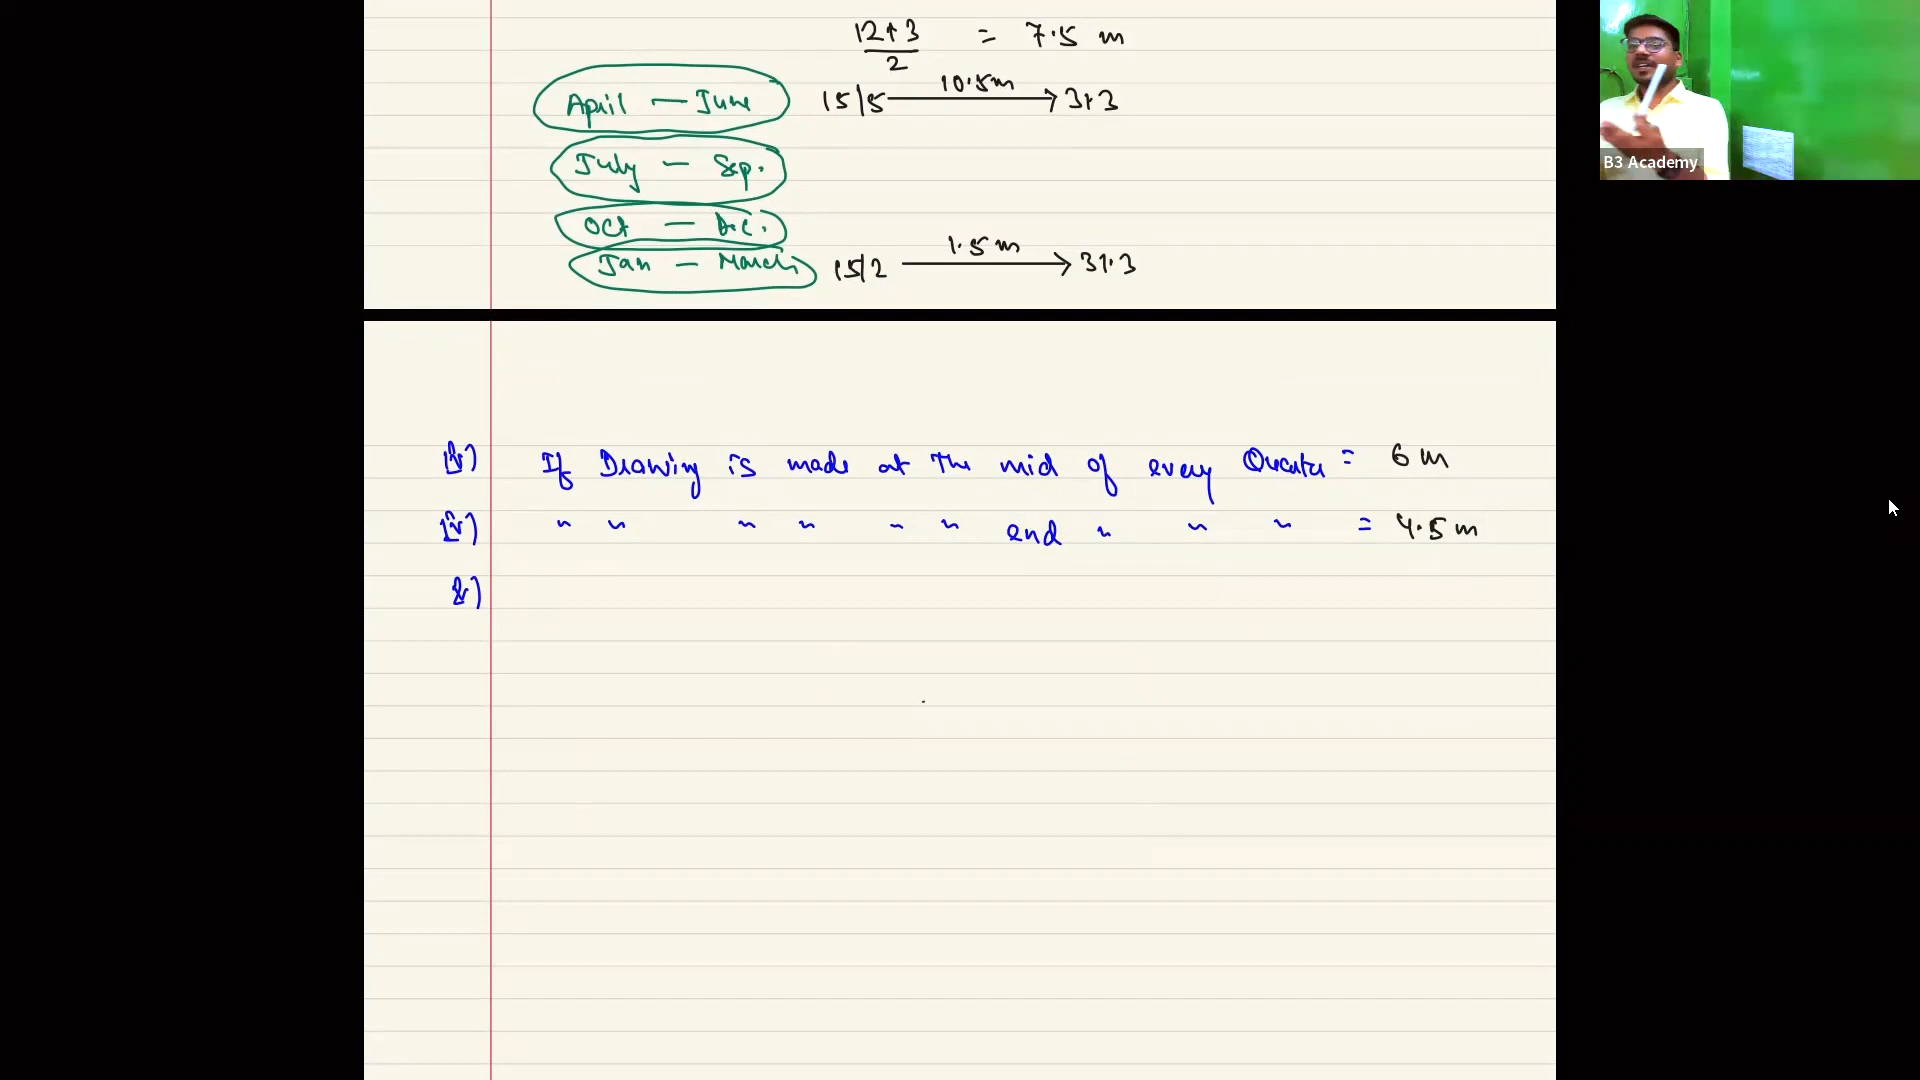 12+3 = 7.5 m
2
April — June 15/5 10.5m 31.3
July — Sep.
Oct — Dec.
Jan — March 15/2 1.5 m 31.3
B3 Academy
If Drawing is made at the mid of every Quarter = 6 m
" " " " " " end " " " = 4.5 m